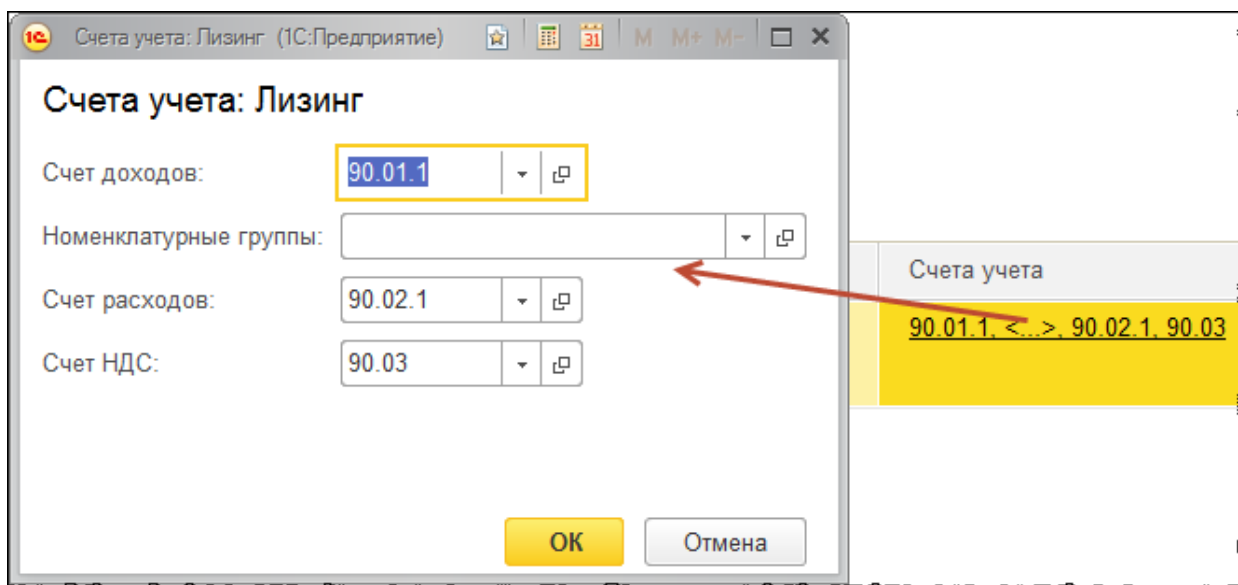 Счета учета: Лизинг (1С:Предприятие)
31 M M+ M-
Счета учета: Лизинг
Счет доходов: 90.01.1
Номенклатурные группы:
Счет расходов: 90.02.1
Счет НДС: 90.03
ОК Отмена
Счета учета
90.01.1, <...>, 90.02.1, 90.03